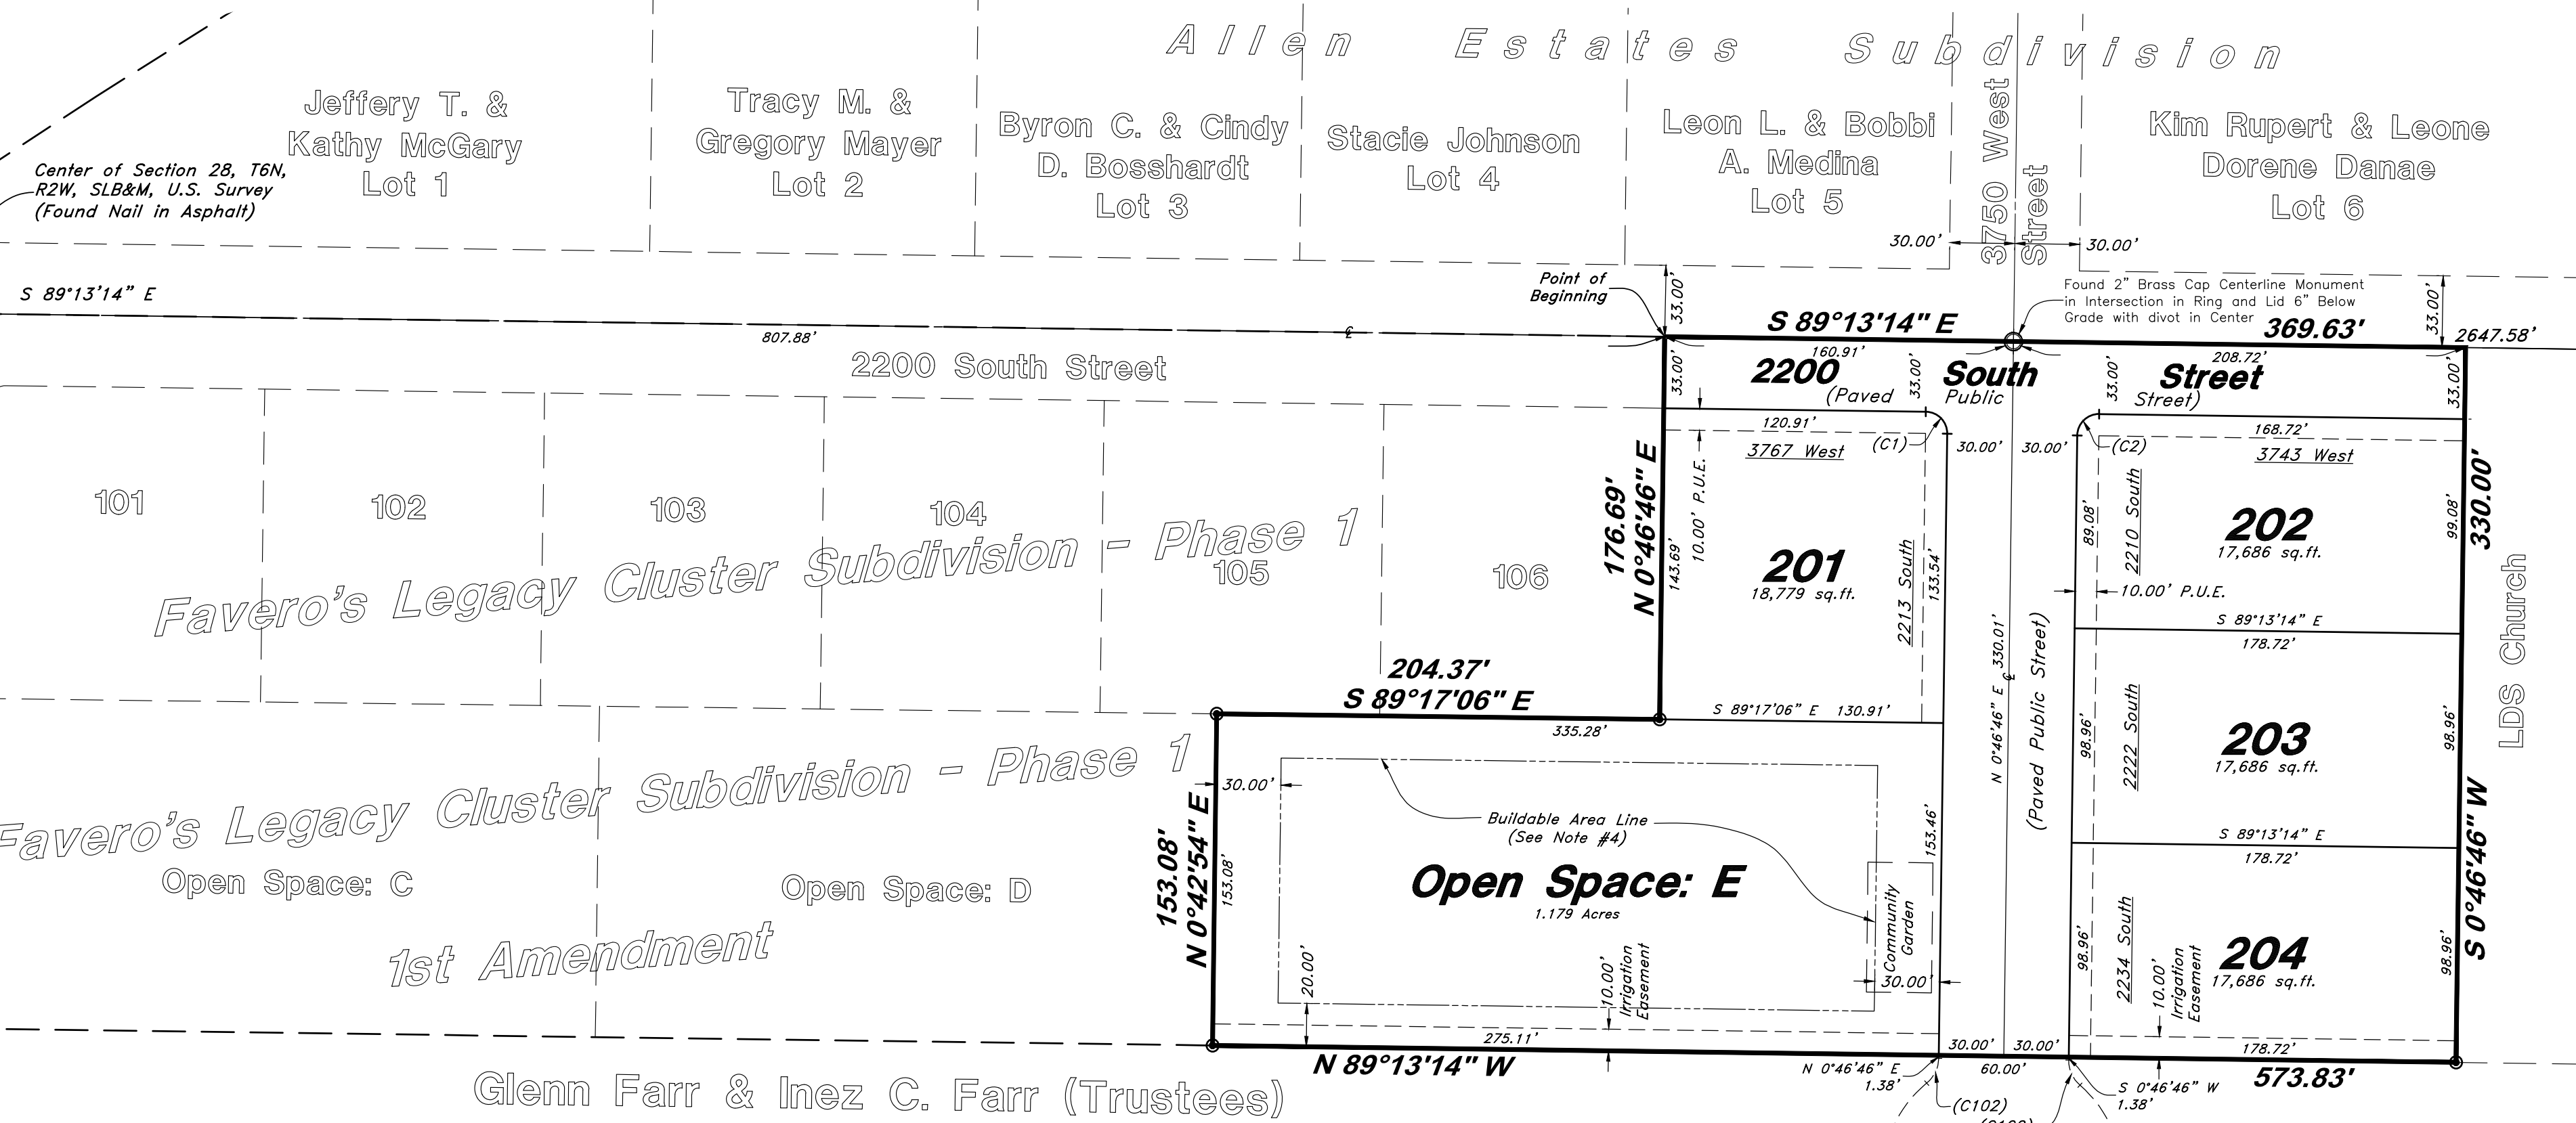 Allen Estates Subdivision
Jeffery T. &
Kathy McGary
Lot 1
Tracy M. &
Gregory Mayer
Lot 2
Byron C. & Cindy
D. Bosshardt
Lot 3
Stacie Johnson
Lot 4
Leon L. & Bobbi
A. Medina
Lot 5
3750 West
Street
Kim Rupert & Leone
Dorene Danae
Lot 6
Center of Section 28, T6N,
R2W, SLB&M, U.S. Survey
(Found Nail in Asphalt)
30.00'
30.00'
Point of
Beginning
33.00'
Found 2” Brass Cap Centerline Monument
in Intersection in Ring and Lid 6” Below
Grade with divot in Center
33.00'
S 89°13'14” E
807.88'
S 89°13'14" E
369.63'
2647.58'
160.91'
208.72'
2200 South Street
2200 South Street
(Paved Public Street)
33.00'
33.00'
33.00'
33.00'
120.91'
(C1)
30.00'
30.00'
(C2)
168.72'
3767 West
3743 West
101
102
103
104
105
106
Favero's Legacy Cluster Subdivision - Phase 1
176.69'
N 0°46'46" E
143.69'
10.00' P.U.E.
201
18,779 sq.ft.
2213 South
133.54'
89.08'
2210 South
202
17,686 sq.ft.
99.08'
330.00'
10.00' P.U.E.
S 89°13'14” E
178.72'
LDS Church
204.37'
S 89°17'06" E
335.28'
S 89°17'06” E 130.91'
N 0°46'46” E 330.01'
(Paved Public Street)
98.96'
2222 South
203
17,686 sq.ft.
98.96'
S 89°13'14” E
178.72'
Favero's Legacy Cluster Subdivision - Phase 1
Open Space: C
Open Space: D
1st Amendment
153.08'
N 0°42'54" E
153.08'
30.00'
Buildable Area Line
(See Note #4)
Open Space: E
1.179 Acres
153.46'
Community
Garden
30.00'
20.00'
10.00'
Irrigation
Easement
98.96'
2234 South
204
17,686 sq.ft.
10.00'
Irrigation
Easement
98.96'
S 0°46'46" W
275.11'
N 89°13'14" W
30.00'
30.00'
178.72'
573.83'
N 0°46'46” E
1.38'
60.00'
S 0°46'46” W
1.38'
(C102)
Glenn Farr & Inez C. Farr (Trustees)